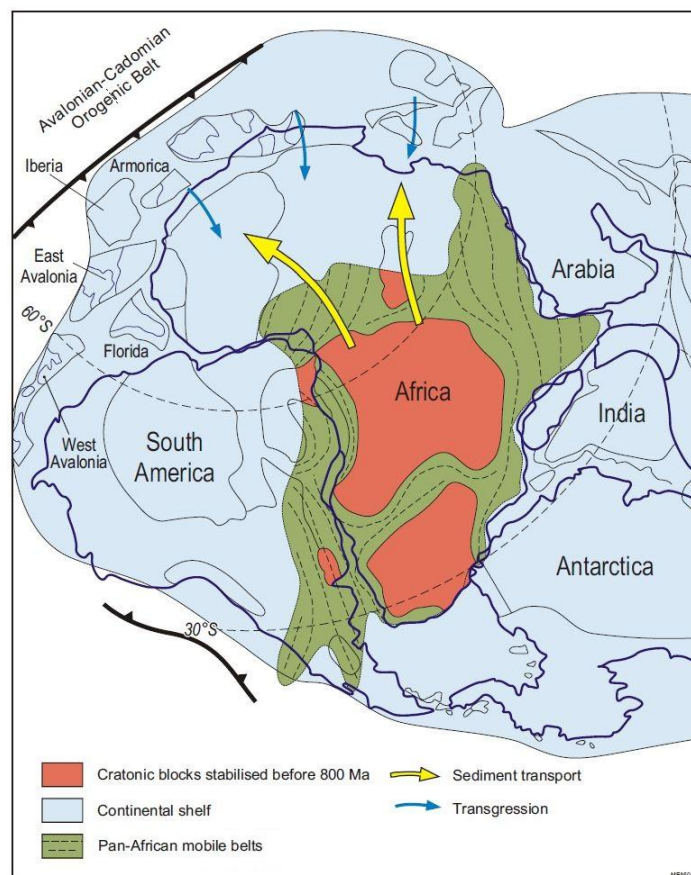 Avalonian-Cadomian
Orogenic Belt
Iberia
Armorica
East
Avalonia
60°S
Florida
West
Avalonia
South
America
Africa
Arabia
India
Antarctica
30°S
Cratonic blocks stabilised before 800 Ma
Sediment transport
Continental shelf
Transgression
Pan-African mobile belts